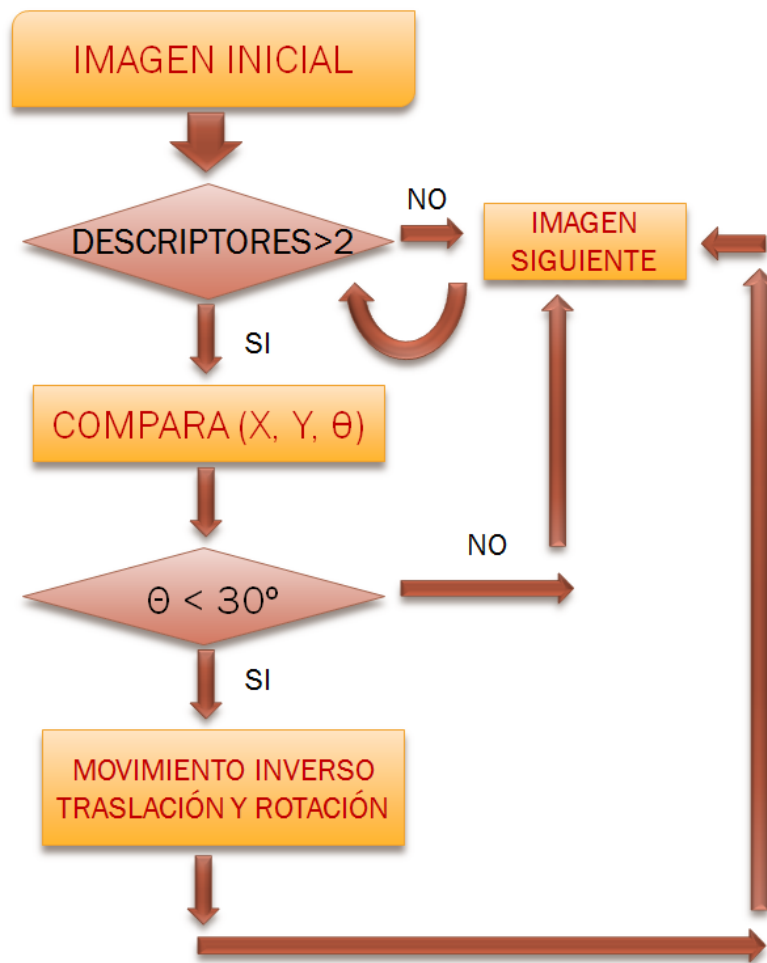 IMAGEN INICIAL
DESCRIPTORES>2
NO
IMAGEN
SIGUIENTE
SI
COMPARA (X, Y, θ)
Θ < 30º
NO
SI
MOVIMIENTO INVERSO
TRASLACIÓN Y ROTACIÓN